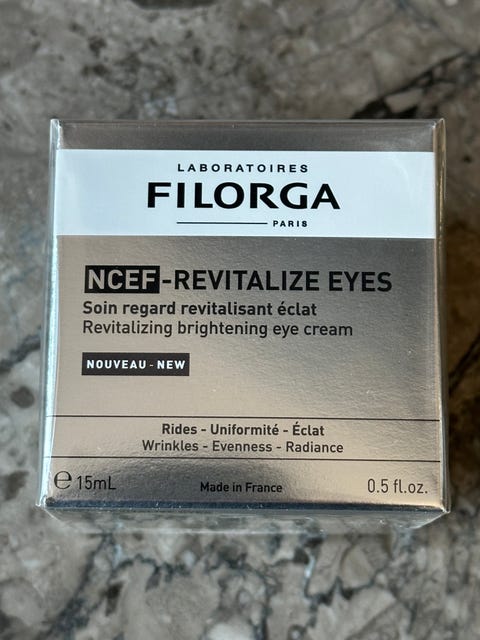 LABORATOIRES
FILORGA
PARIS
NCEF-REVITALIZE EYES
Soin regard revitalisant éclat
Revitalizing brightening eye cream
NOUVEAU - NEW
Rides - Uniformité - Éclat
Wrinkles - Evenness - Radiance
℮ 15mL Made in France 0.5 fl.oz.